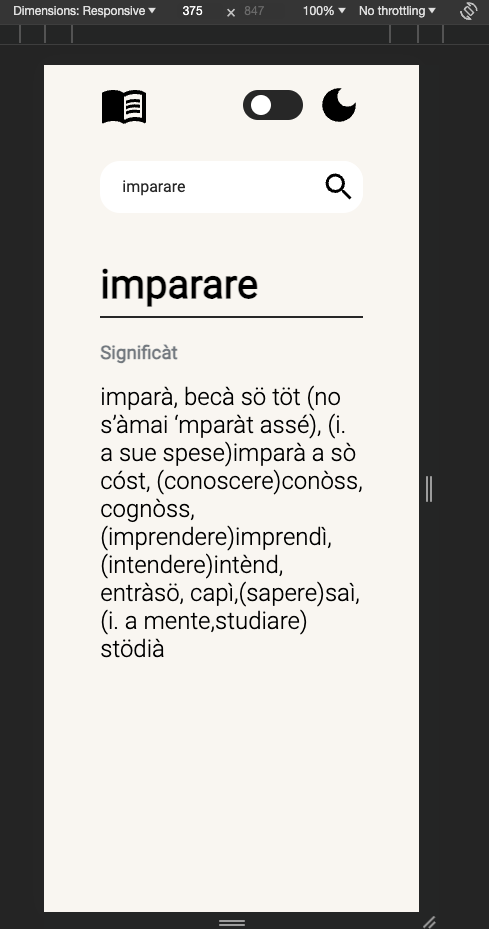 Dimensions: Responsive ▾ 375 × 847 100% ▾ No throttling ▾
imparare
imparare
Significàt
imparà, becà sö töt (no
s’àmai ‘mparàt assé), (i.
a sue spese)imparà a sò
cóst, (conoscere)conòss,
cognòss,
(imprendere)imprendì,
(intendere)intènd,
entràsö, capì,(sapere)saì,
(i. a mente,studiare)
stödià